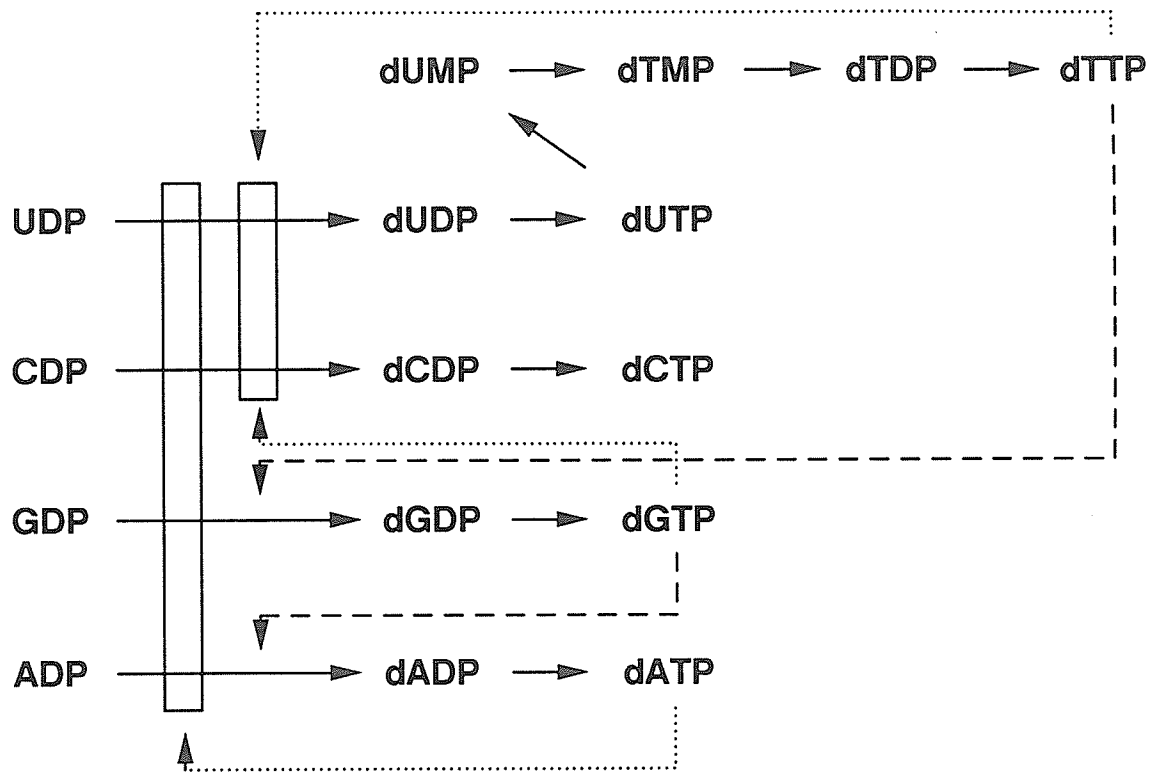 dUMP dTMP dTDP dTTP
UDP dUDP dUTP
CDP dCDP dCTP
GDP dGDP dGTP
ADP dADP dATP